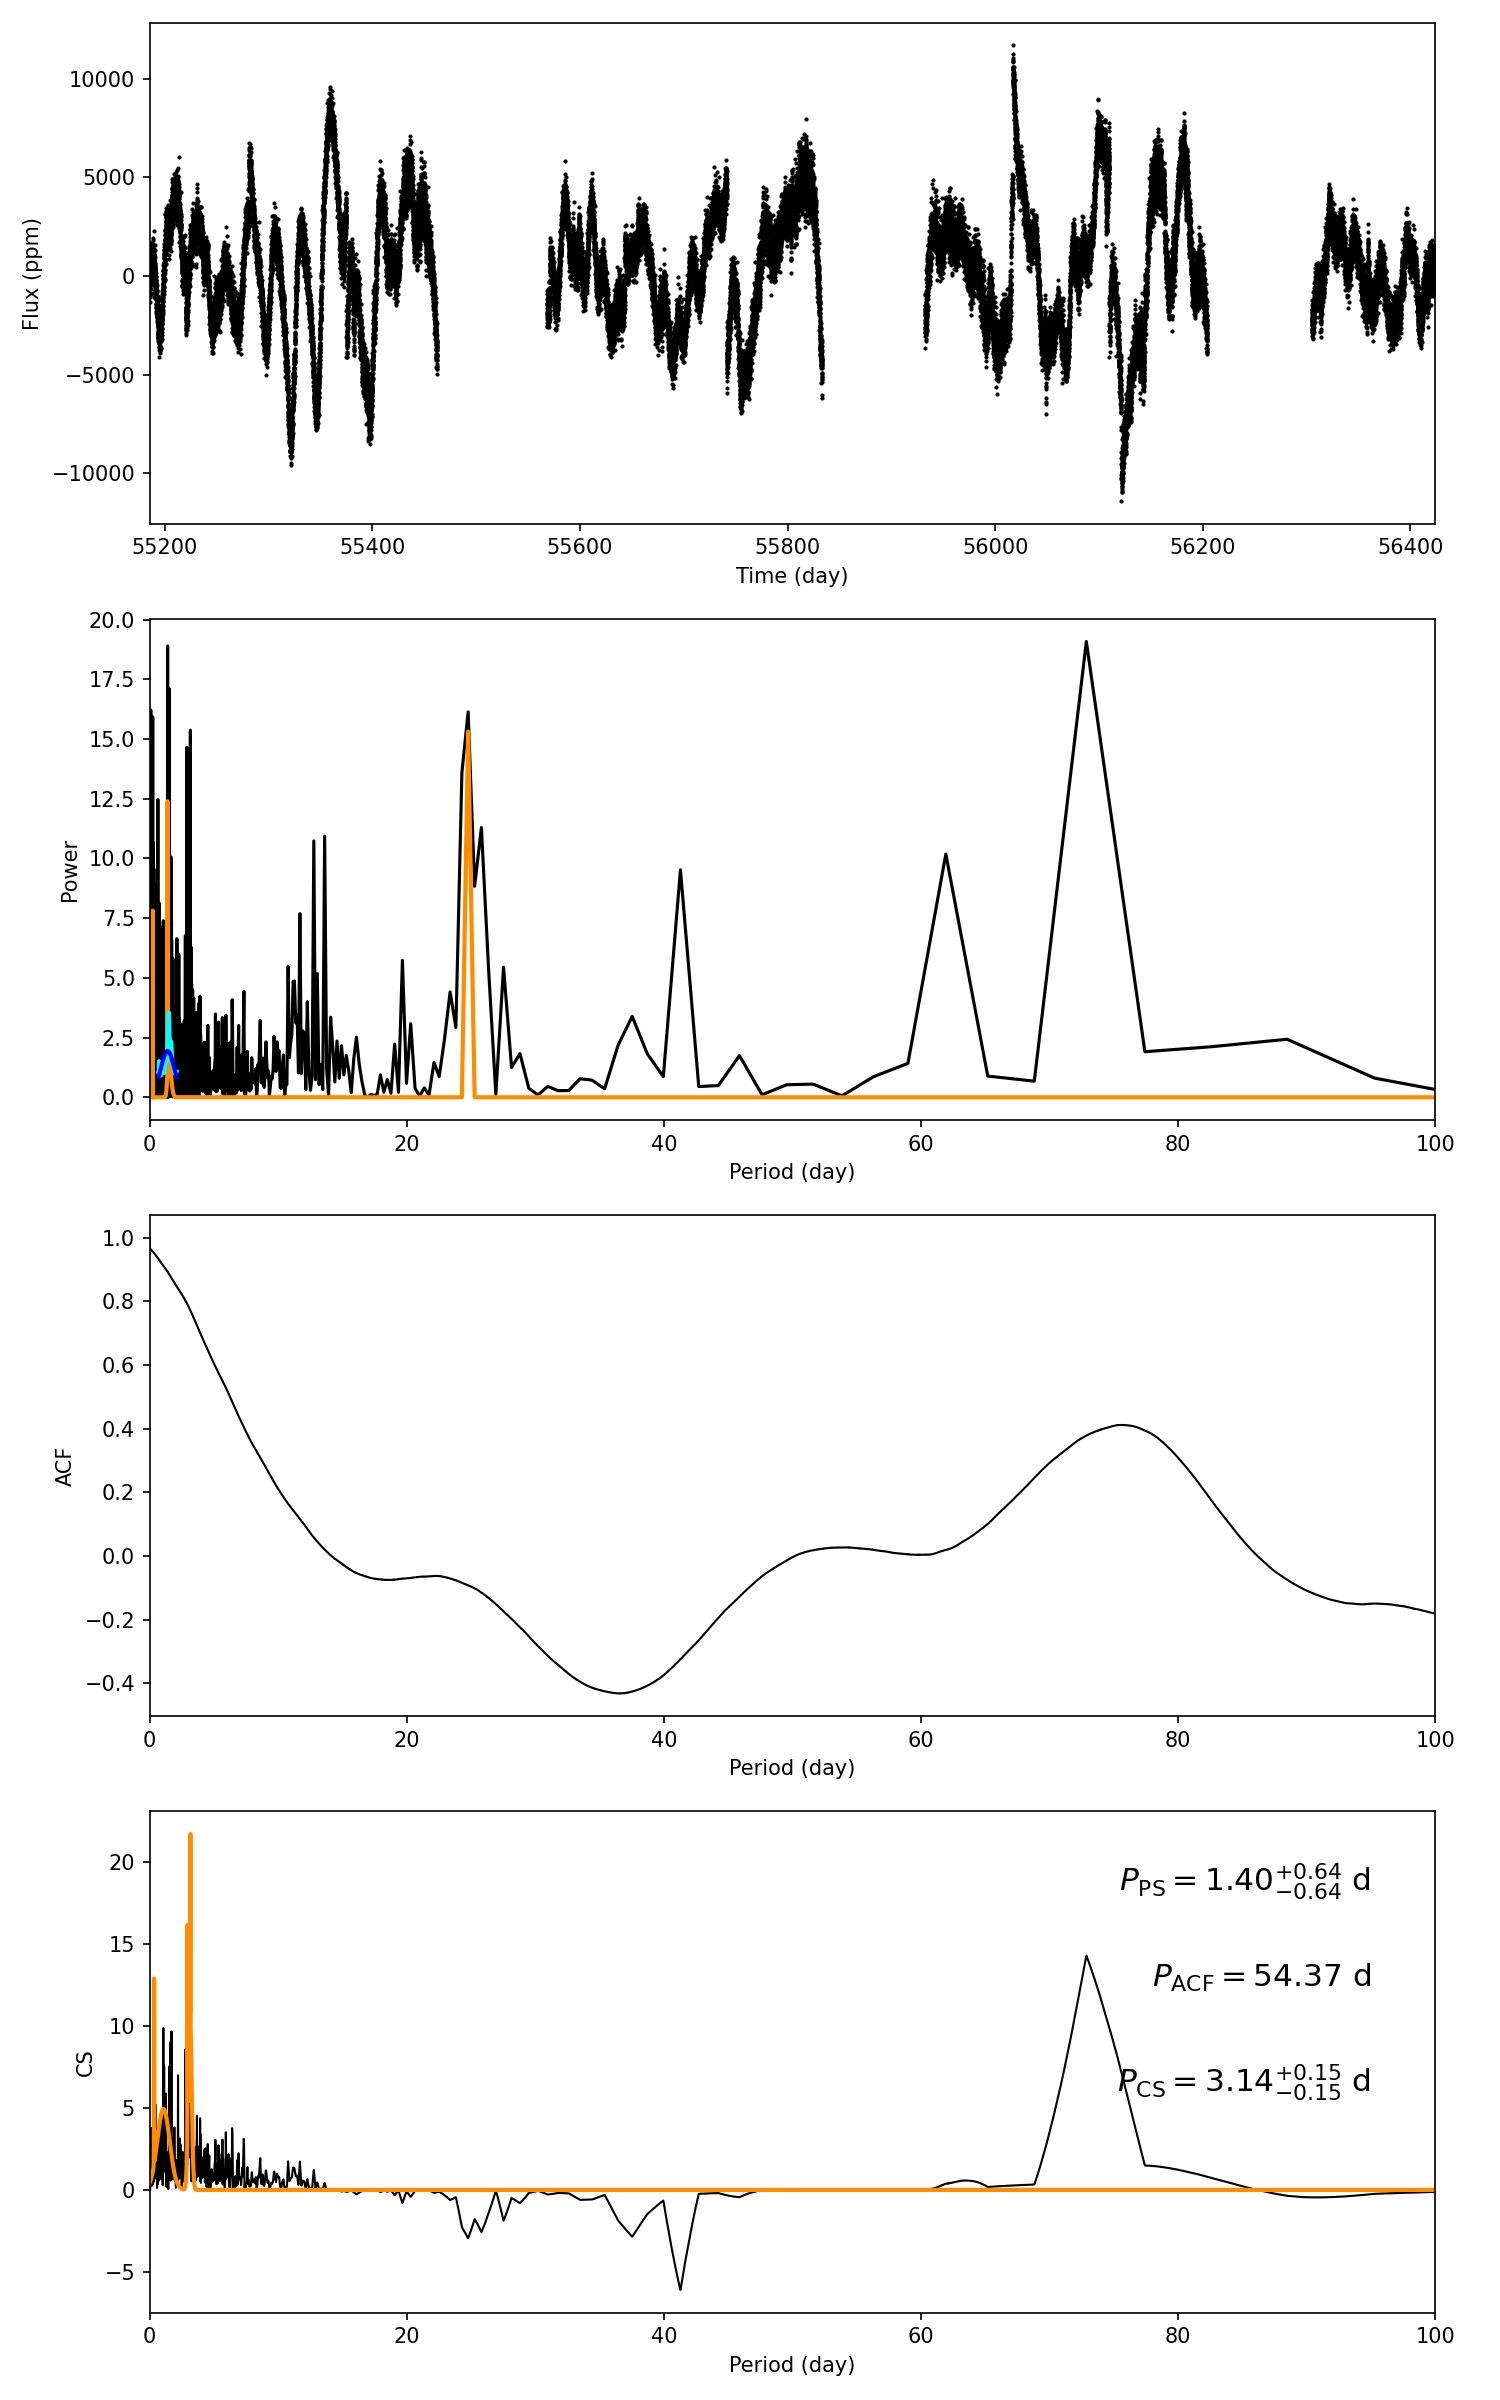 10000
5000
0
−5000
−10000
Flux (ppm)
55200 55400 55600 55800 56000 56200 56400
Time (day)
20.0
17.5
15.0
12.5
10.0
7.5
5.0
2.5
0.0
Power
0 20 40 60 80 100
Period (day)
1.0
0.8
0.6
0.4
0.2
0.0
−0.2
−0.4
ACF
0 20 40 60 80 100
Period (day)
20
15
10
5
0
−5
CS
P_PS = 1.40 +0.64 −0.64 d
P_ACF = 54.37 d
P_CS = 3.14 +0.15 −0.15 d
0 20 40 60 80 100
Period (day)